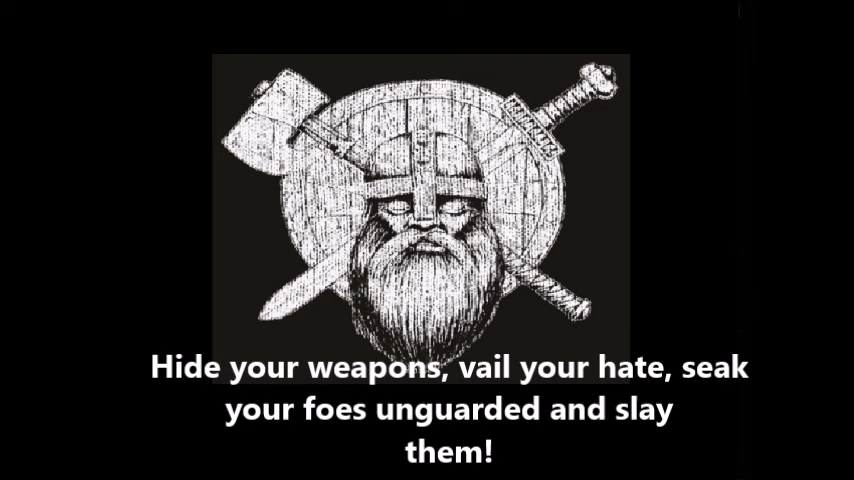 Hide your weapons, vail your hate, seak
your foes unguarded and slay
them!